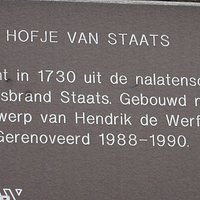 HOFJE VAN STAATS
nt in 1730 uit de nalatensc
sbrand Staats. Gebouwd n
werp van Hendrik de Werf
Gerenoveerd 1988-1990.